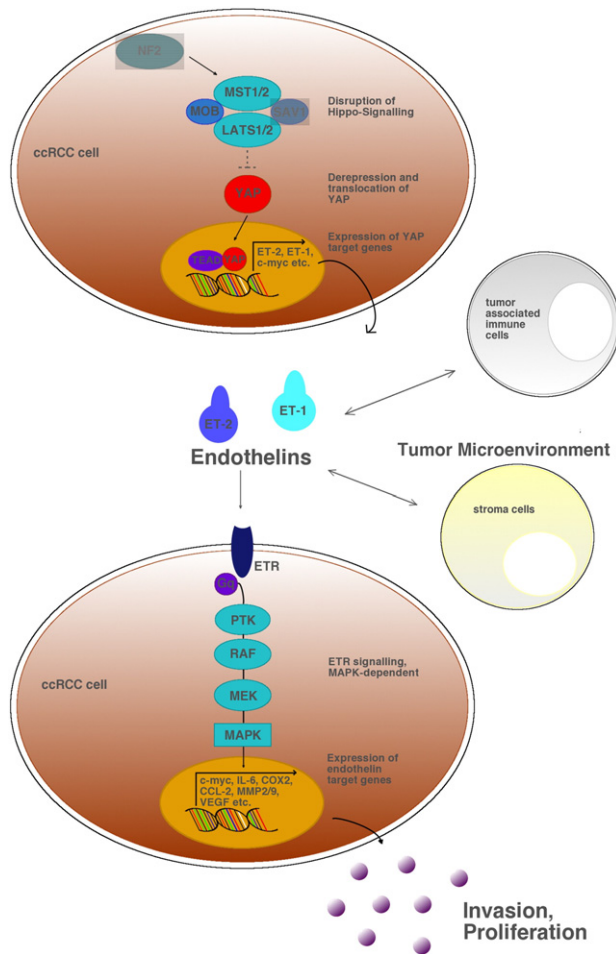 NF2
MST1/2
MOB
SAV1
LATS1/2
Disruption of
Hippo-Signalling
ccRCC cell
YAP
Derepression and
translocation of
YAP
Expression of YAP
target genes
TEAD
YAP
ET-2, ET-1,
c-myc etc.
tumor
associated
immune
cells
ET-2
ET-1
Endothelins
Tumor Microenvironment
stroma cells
ETR
Gq
PTK
RAF
MEK
MAPK
ETR signalling,
MAPK-dependent
ccRCC cell
Expression of
endothelin
target genes
c-myc, IL-6, COX2,
CCL-2, MMP2/9,
VEGF etc.
Invasion,
Proliferation